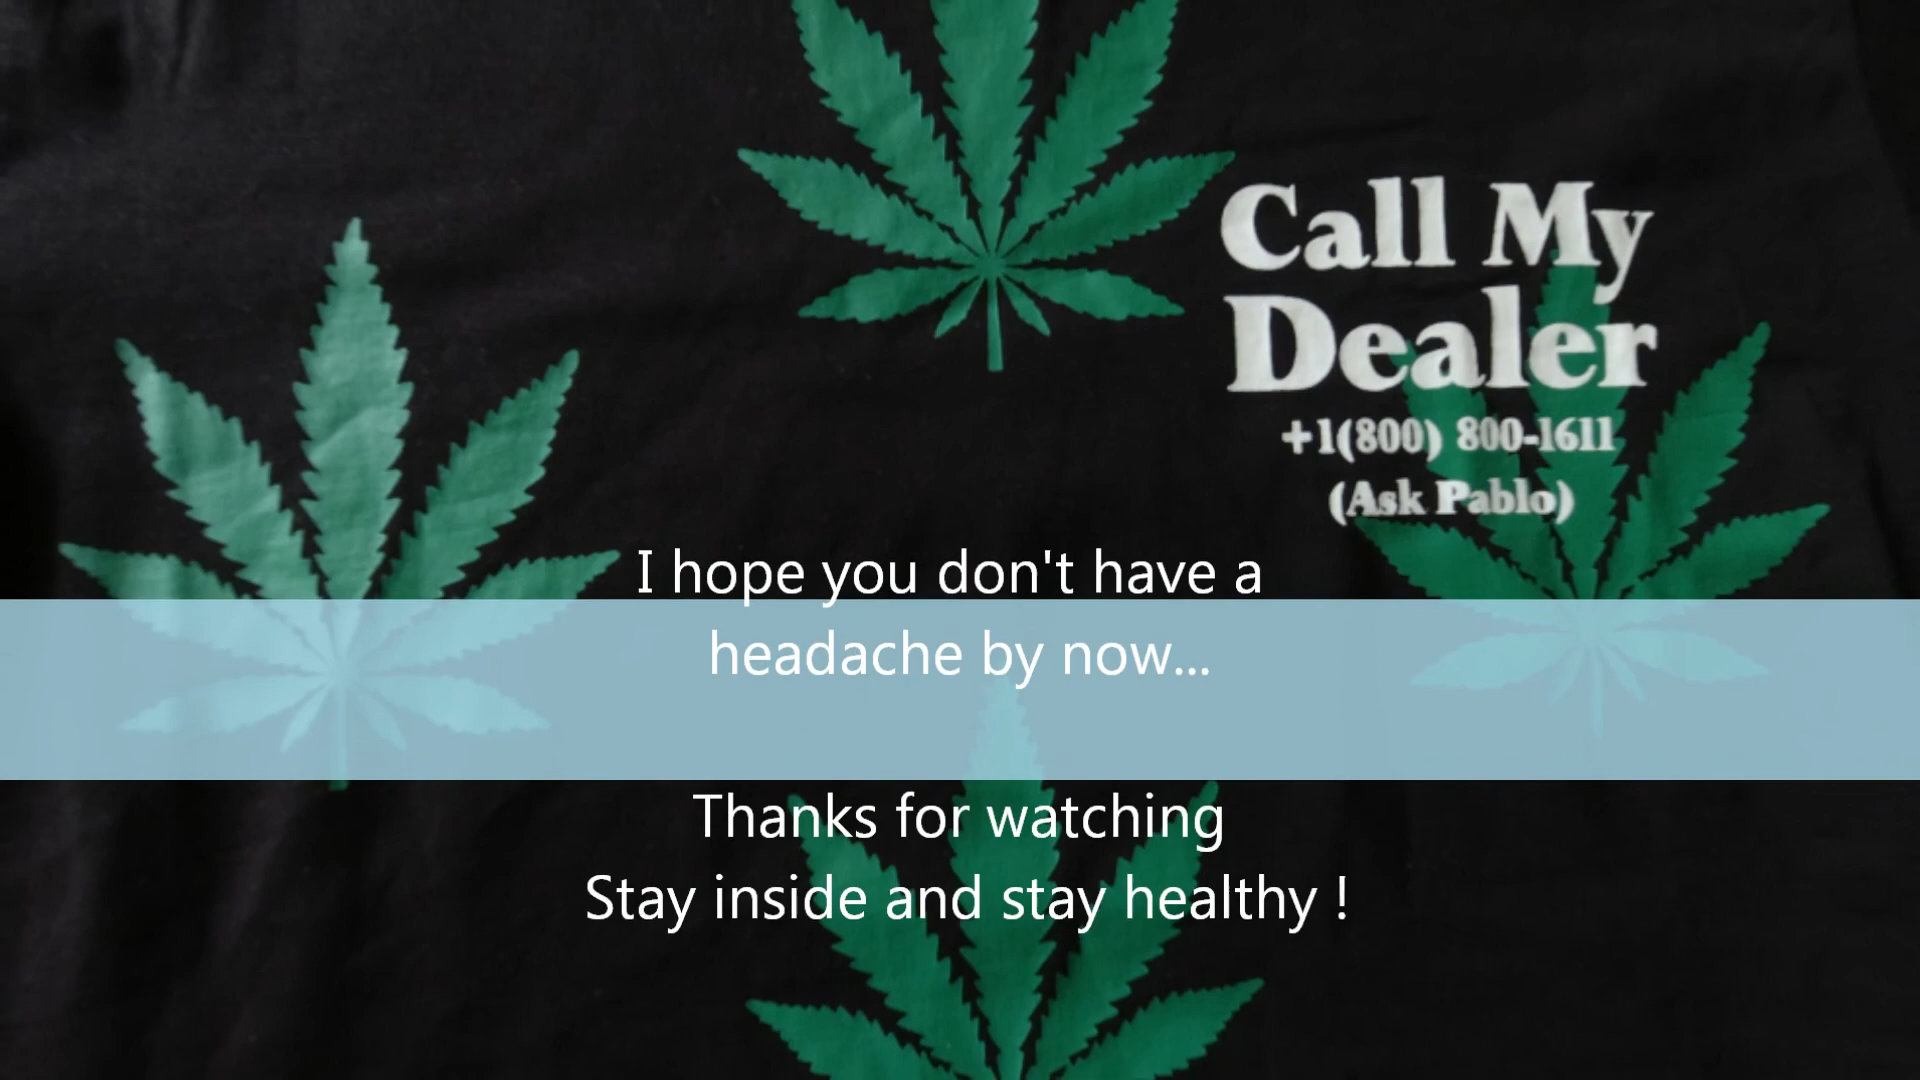 Call My
Dealer
+1(800) 800-1611
(Ask Pablo)
I hope you don't have a
headache by now...
Thanks for watching
Stay inside and stay healthy !